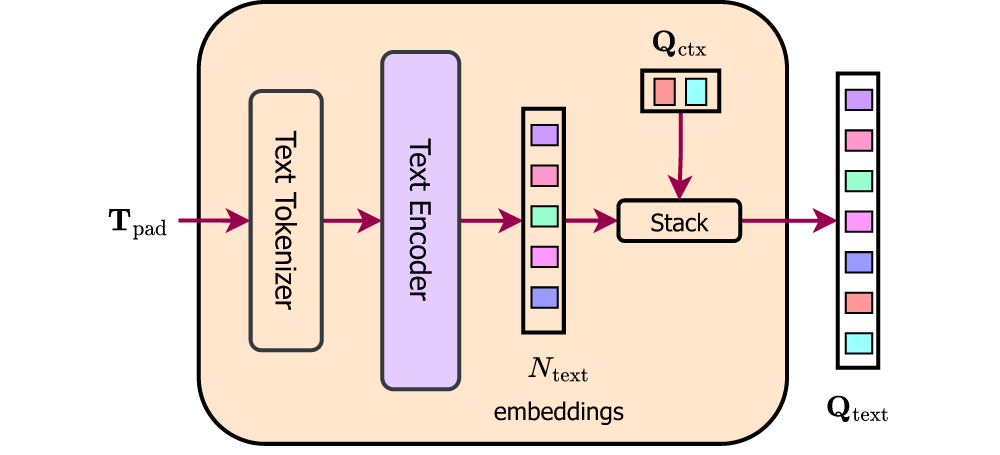 T_pad
Text Tokenizer
Text Encoder
N_text
embeddings
Q_ctx
Stack
Q_text